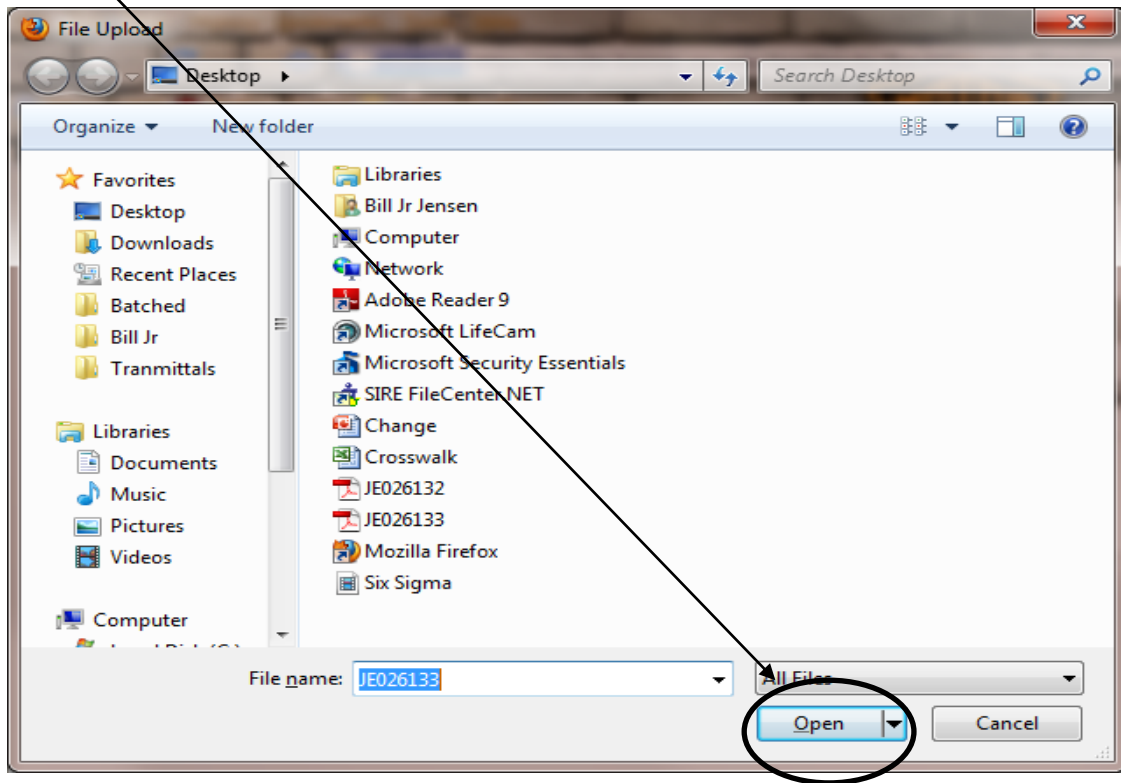 File Upload
Desktop
Search Desktop
Organize
New folder
Favorites
Desktop
Downloads
Recent Places
Batched
Bill Jr
Tranmittals
Libraries
Documents
Music
Pictures
Videos
Computer
Libraries
Bill Jr Jensen
Computer
Network
Adobe Reader 9
Microsoft LifeCam
Microsoft Security Essentials
SIRE FileCenter.NET
Change
Crosswalk
JE026132
JE026133
Mozilla Firefox
Six Sigma
File name: JE026133
All Files
Open
Cancel